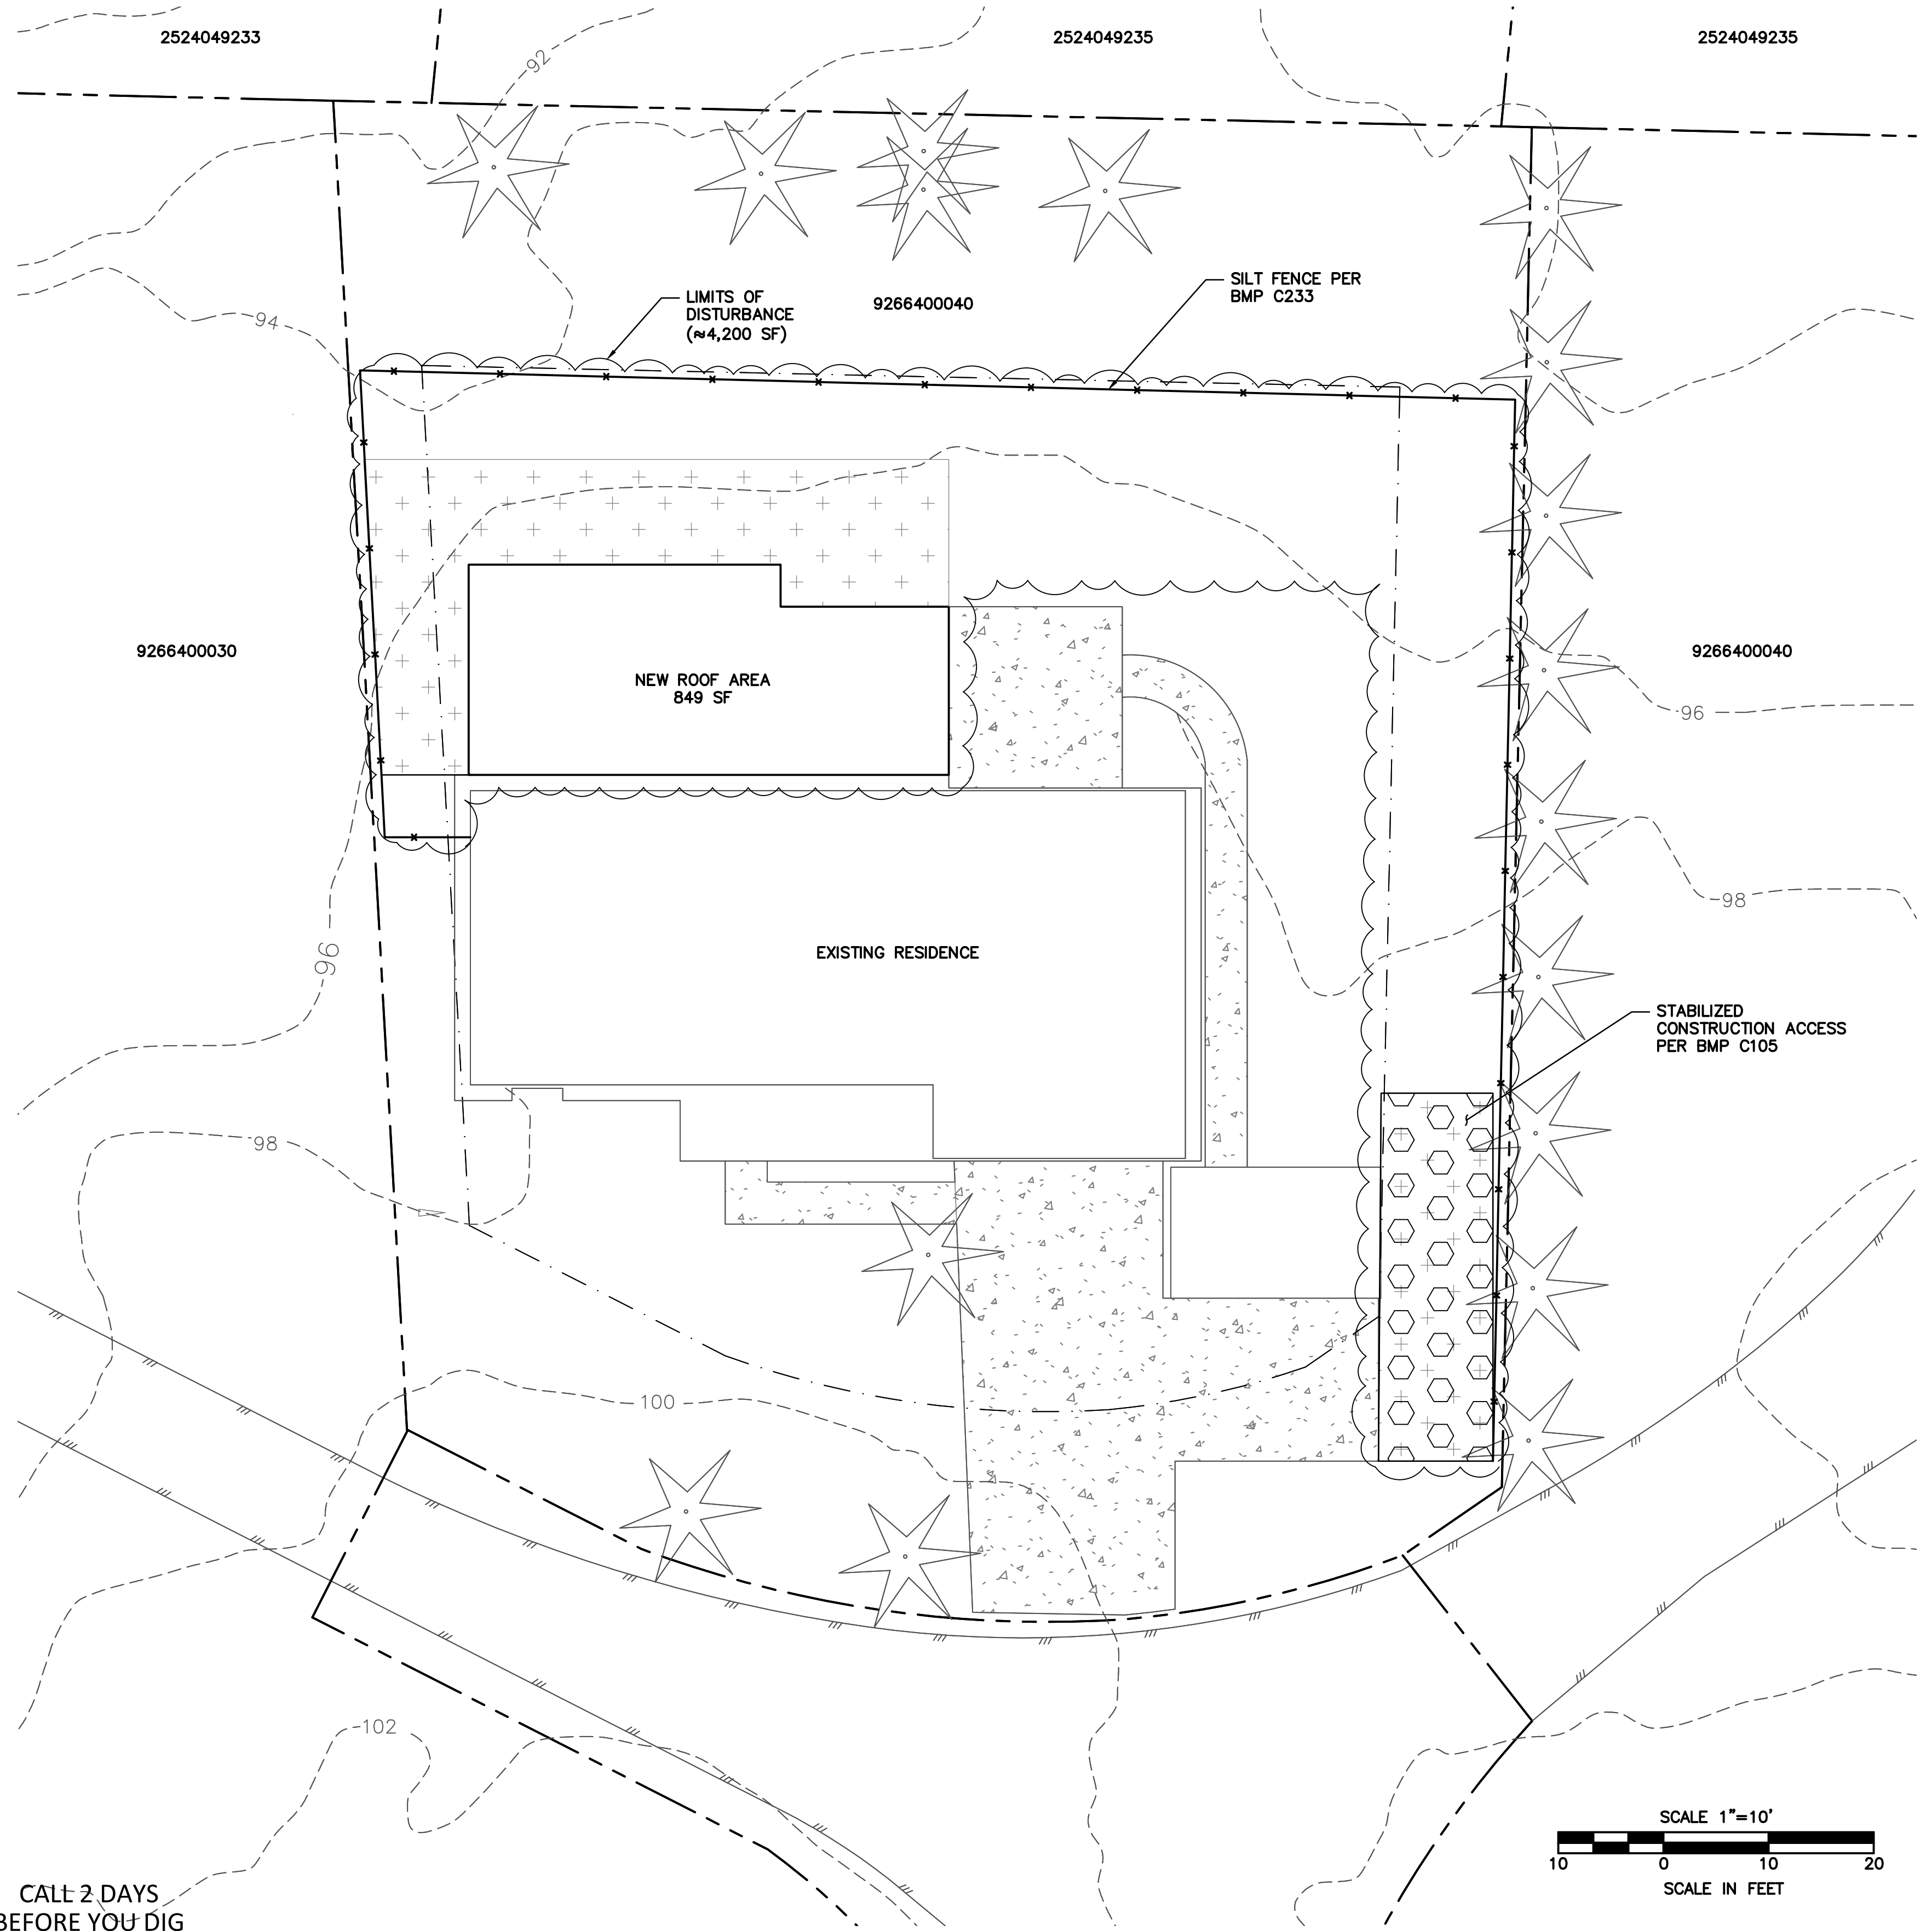 2524049233
2524049235
2524049235
92
SILT FENCE PER
BMP C233
LIMITS OF
DISTURBANCE
(≈4,200 SF)
9266400040
94
9266400030
NEW ROOF AREA
849 SF
9266400040
96
98
EXISTING RESIDENCE
96
STABILIZED
CONSTRUCTION ACCESS
PER BMP C105
98
100
102
SCALE 1"=10'
10 0 10 20
SCALE IN FEET
CALL 2 DAYS
BEFORE YOU DIG